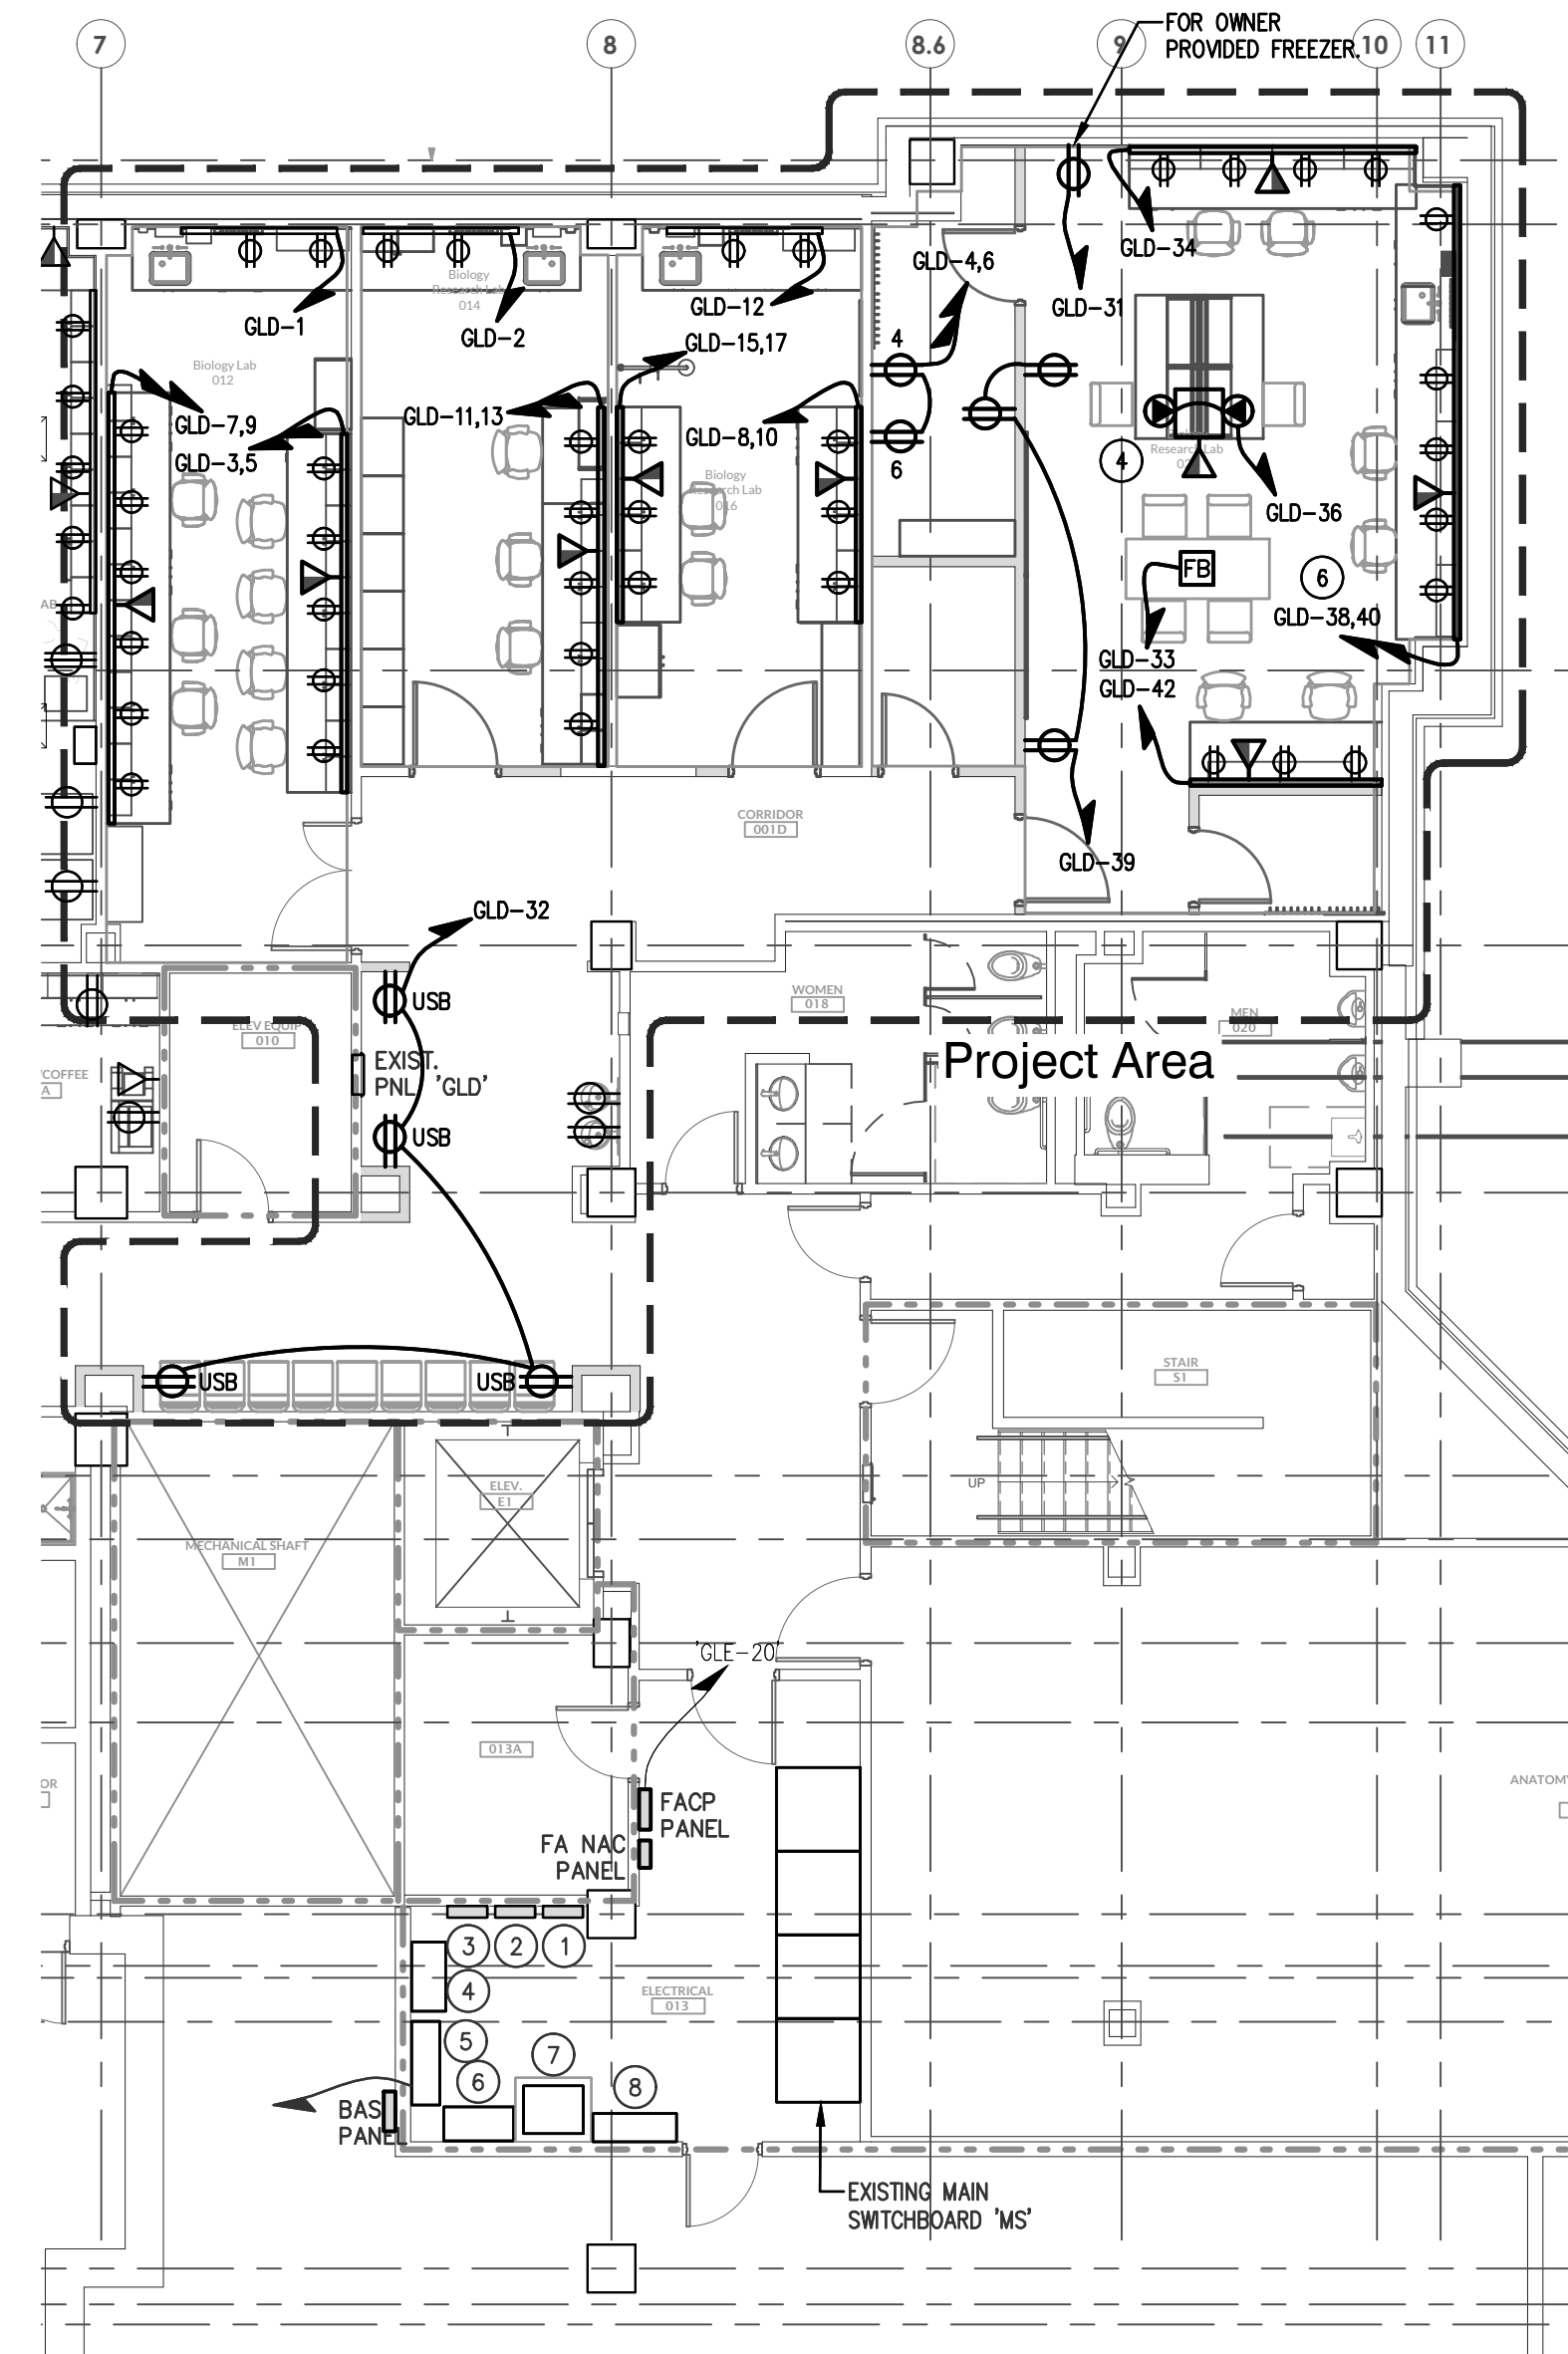 7
8
8.6
9
10
11
FOR OWNER
PROVIDED FREEZER.
GLD-34
GLD-4,6
GLD-31
GLD-1
GLD-2
GLD-12
GLD-15,17
Biology
Research Lab
014
Biology Lab
012
4
6
GLD-7,9
GLD-3,5
GLD-11,13
GLD-8,10
Biology
Research Lab
016
4
Research Lab
GLD-36
FB
6
GLD-38,40
GLD-33
GLD-42
CORRIDOR
001D
GLD-39
GLD-32
USB
WOMEN
018
MEN
020
ELEV EQUIP
010
EXIST.
PNL 'GLD'
Project Area
COFFEE
A
USB
USB
USB
STAIR
S1
UP
ELEV.
E1
MECHANICAL SHAFT
M1
'GLE-20'
013A
FACP
PANEL
FA NAC
PANEL
OR
ANATOMY
3
2
1
4
ELECTRICAL
013
5
6
7
8
BAS
PANEL
EXISTING MAIN
SWITCHBOARD 'MS'